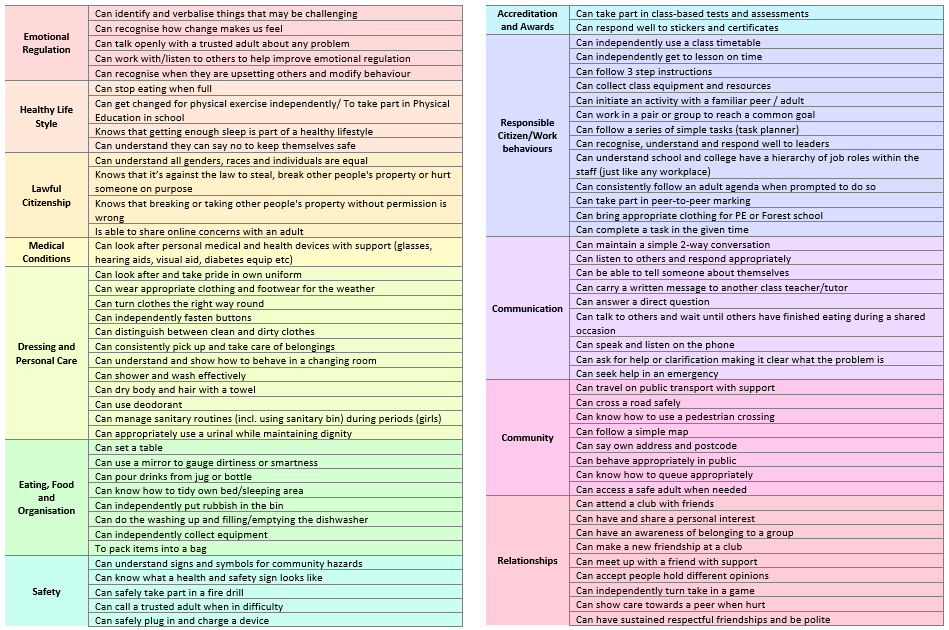 Emotional
Regulation
Can identify and verbalise things that may be challenging
Can recognise how change makes us feel
Can talk openly with a trusted adult about any problem
Can work with/listen to others to help improve emotional regulation
Can recognise when they are upsetting others and modify behaviour
Healthy Life
Style
Can stop eating when full
Can get changed for physical exercise independently/ To take part in Physical
Education in school
Knows that getting enough sleep is part of a healthy lifestyle
Can understand they can say no to keep themselves safe
Lawful
Citizenship
Can understand all genders, races and individuals are equal
Knows that it's against the law to steal, break other people's property or hurt
someone on purpose
Knows that breaking or taking other people's property without permission is
wrong
Is able to share online concerns with an adult
Medical
Conditions
Can look after personal medical and health devices with support (glasses,
hearing aids, visual aid, diabetes equip etc)
Dressing and
Personal Care
Can look after and take pride in own uniform
Can wear appropriate clothing and footwear for the weather
Can turn clothes the right way round
Can independently fasten buttons
Can distinguish between clean and dirty clothes
Can consistently pick up and take care of belongings
Can understand and show how to behave in a changing room
Can shower and wash effectively
Can dry body and hair with a towel
Can use deodorant
Can manage sanitary routines (incl. using sanitary bin) during periods (girls)
Can appropriately use a urinal while maintaining dignity
Eating, Food
and
Organisation
Can set a table
Can use a mirror to gauge dirtiness or smartness
Can pour drinks from jug or bottle
Can know how to tidy own bed/sleeping area
Can independently put rubbish in the bin
Can do the washing up and filling/emptying the dishwasher
Can independently collect equipment
To pack items into a bag
Safety
Can understand signs and symbols for community hazards
Can know what a health and safety sign looks like
Can safely take part in a fire drill
Can call a trusted adult when in difficulty
Can safely plug in and charge a device
Accreditation
and Awards
Can take part in class-based tests and assessments
Can respond well to stickers and certificates
Responsible
Citizen/Work
behaviours
Can independently use a class timetable
Can independently get to lesson on time
Can follow 3 step instructions
Can collect class equipment and resources
Can initiate an activity with a familiar peer / adult
Can work in a pair or group to reach a common goal
Can follow a series of simple tasks (task planner)
Can recognise, understand and respond well to leaders
Can understand school and college have a hierarchy of job roles within the
staff (just like any workplace)
Can consistently follow an adult agenda when prompted to do so
Can take part in peer-to-peer marking
Can bring appropriate clothing for PE or Forest school
Can complete a task in the given time
Communication
Can maintain a simple 2-way conversation
Can listen to others and respond appropriately
Can be able to tell someone about themselves
Can carry a written message to another class teacher/tutor
Can answer a direct question
Can talk to others and wait until others have finished eating during a shared
occasion
Can speak and listen on the phone
Can ask for help or clarification making it clear what the problem is
Can seek help in an emergency
Community
Can travel on public transport with support
Can cross a road safely
Can know how to use a pedestrian crossing
Can follow a simple map
Can say own address and postcode
Can behave appropriately in public
Can know how to queue appropriately
Can access a safe adult when needed
Relationships
Can attend a club with friends
Can have and share a personal interest
Can have an awareness of belonging to a group
Can make a new friendship at a club
Can meet up with a friend with support
Can accept people hold different opinions
Can independently turn take in a game
Can show care towards a peer when hurt
Can have sustained respectful friendships and be polite